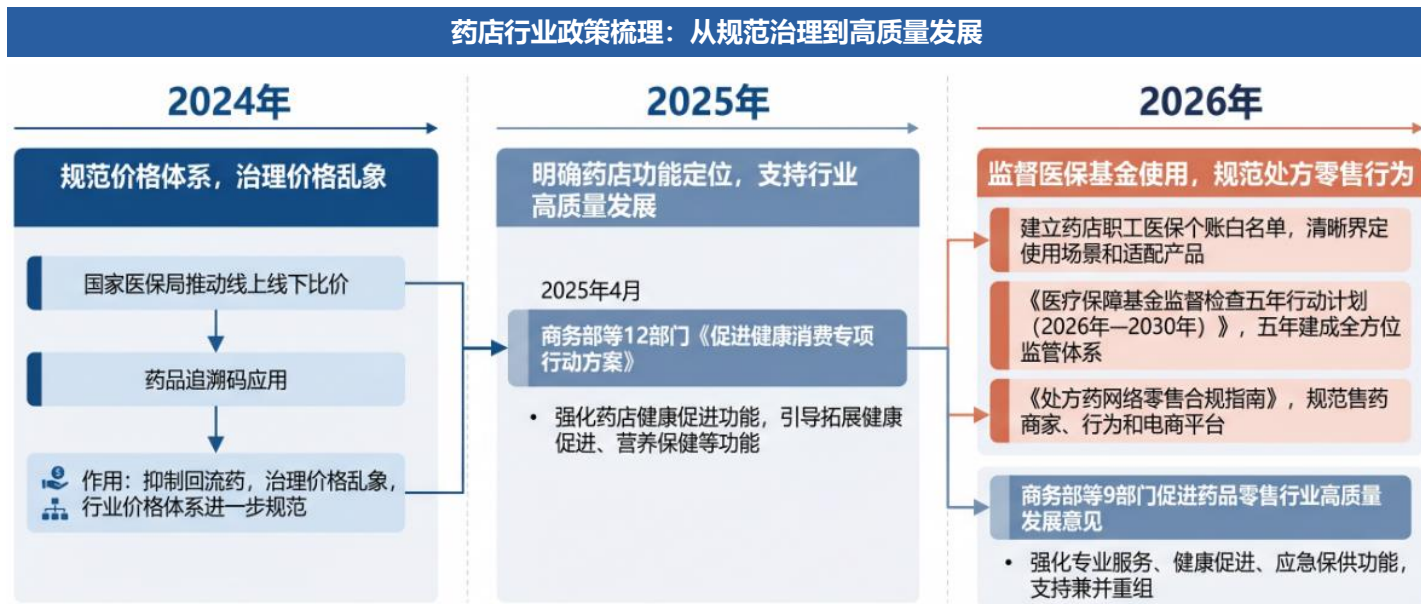 药店行业政策梳理：从规范治理到高质量发展
2024年
规范价格体系，治理价格乱象
国家医保局推动线上线下比价
药品追溯码应用
作用：抑制回流药，治理价格乱象，
行业价格体系进一步规范
2025年
明确药店功能定位，支持行业
高质量发展
2025年4月
商务部等12部门《促进健康消费专项
行动方案》
• 强化药店健康促进功能，引导拓展健康
促进、营养保健等功能
2026年
监督医保基金使用，规范处方零售行为
建立药店职工医保个账白名单，清晰界定
使用场景和适配产品
《医疗保障基金监督检查五年行动计划
（2026年—2030年）》，五年建成全方位
监管体系
《处方药网络零售合规指南》，规范售药
商家、行为和电商平台
商务部等9部门促进药品零售行业高质量
发展意见
• 强化专业服务、健康促进、应急保供功能，
支持兼并重组